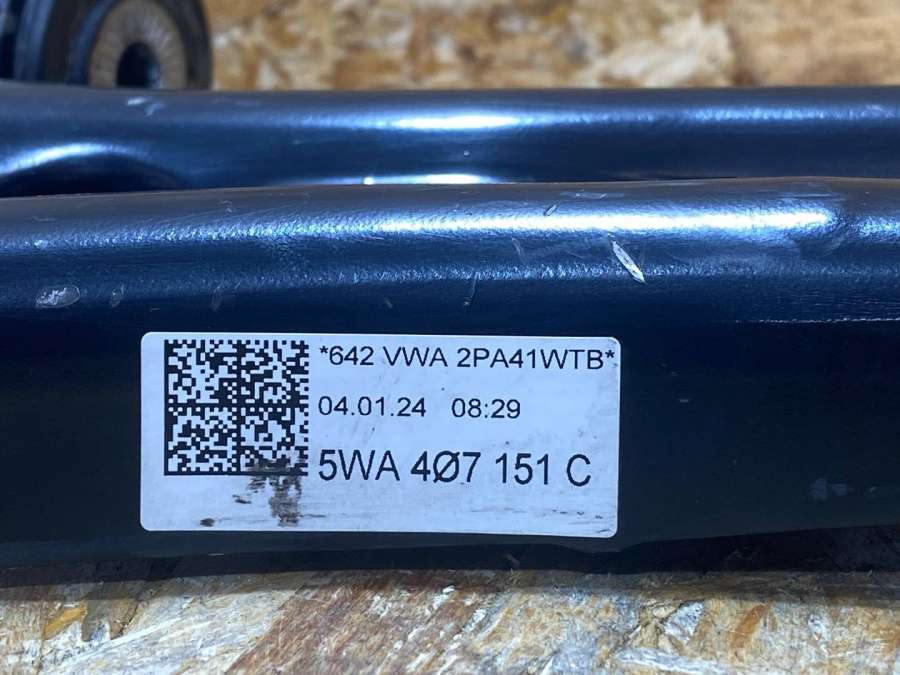 *642 VWA 2PA41WTB*
04.01.24 08:29
5WA 4Ø7 151 C